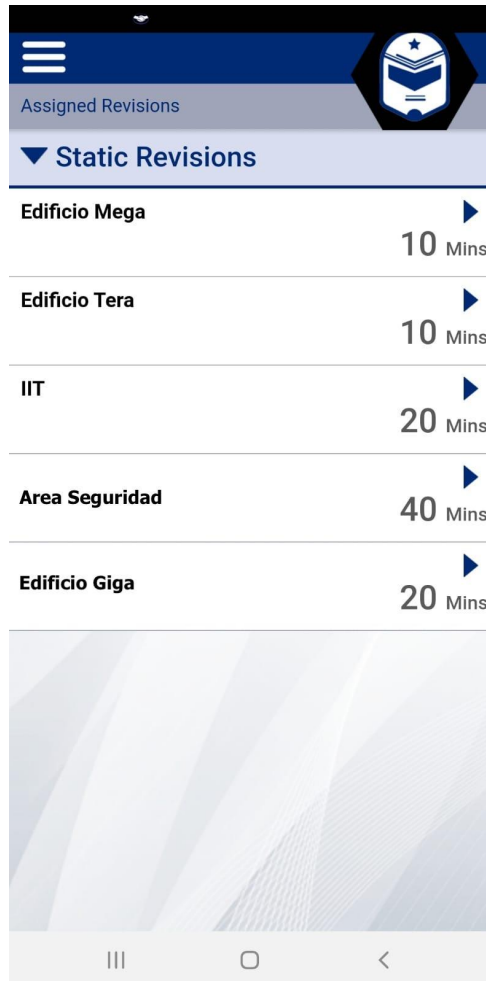 Assigned Revisions
Static Revisions
Edificio Mega
10 Mins
Edificio Tera
10 Mins
IIT
20 Mins
Area Seguridad
40 Mins
Edificio Giga
20 Mins